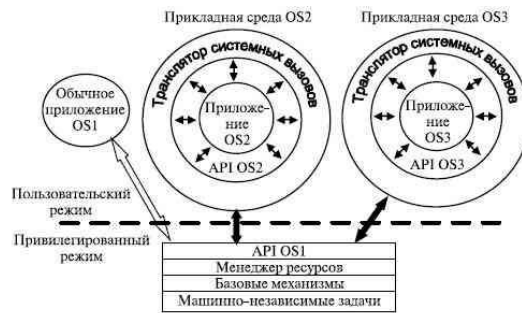 Прикладная среда OS2
Прикладная среда OS3
Транслятор системных вызовов
Транслятор системных вызовов
Обычное
приложение
OS1
Приложе-
ние
OS2
API OS2
Приложе-
ние
OS3
API OS3
Пользовательский
режим
Привилегированный
режим
API OS1
Менеджер ресурсов
Базовые механизмы
Машинно-независимые задачи